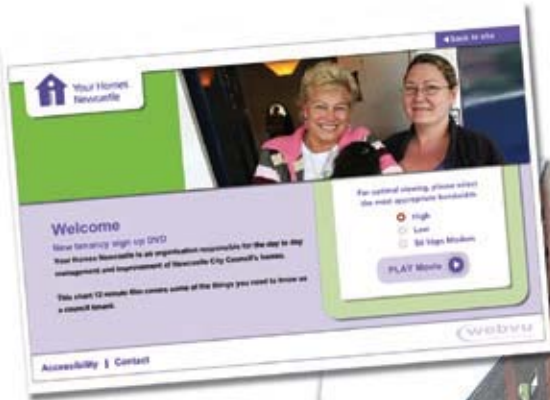 back to site
Your Homes
Newcastle
Welcome
New tenancy sign up DVD
Your Homes Newcastle is an organisation responsible for the day to day
management and improvement of Newcastle City Council's homes.
This short 12 minute film covers some of the things you need to know as
a council tenant.
For optimal viewing, please select
the most appropriate bandwidth
High
Low
56 kbps Modem
PLAY Movie
webvu
Accessibility | Contact